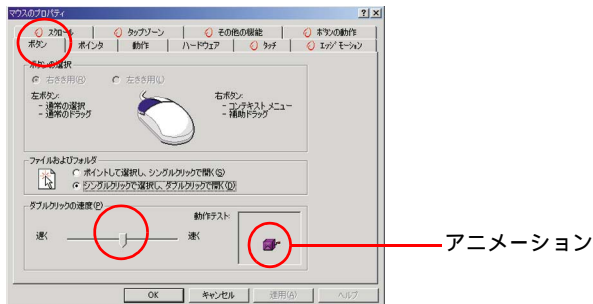 マウスのプロパティ
スクロール タップゾーン その他の機能 ボタンの動作
ボタン ポインタ 動作 ハードウェア タッチ エッジ モーション
ボタンの選択
右きき用(R) 左きき用(L)
左ボタン: 右ボタン:
- 通常の選択 - コンテキスト メニュー
- 通常のドラッグ - 補助ドラッグ
ファイルおよびフォルダ
ポイントして選択し、シングルクリックで開く(S)
シングルクリックで選択し、ダブルクリックで開く(D)
ダブルクリックの速度(P)
動作テスト:
遅く 速く
アニメーション
OK キャンセル 適用(A) ヘルプ